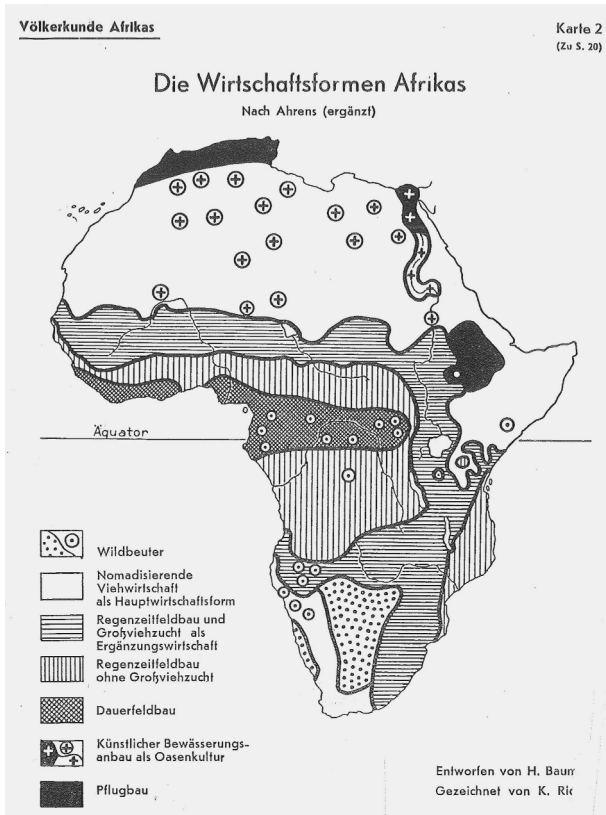 Völkerkunde Afrikas
Karte 2
(Zu S. 20)
Die Wirtschaftsformen Afrikas
Nach Ahrens (ergänzt)
Äquator
Wildbeuter
Nomadisierende
Viehwirtschaft
als Hauptwirtschaftsform
Regenzeitfeldbau und
Großviehzucht als
Ergänzungswirtschaft
Regenzeitfeldbau
ohne Großviehzucht
Dauerfeldbau
Künstlicher Bewässerungs-
anbau als Oasenkultur
Pflugbau
Entworfen von H.
Gezeichnet von K.